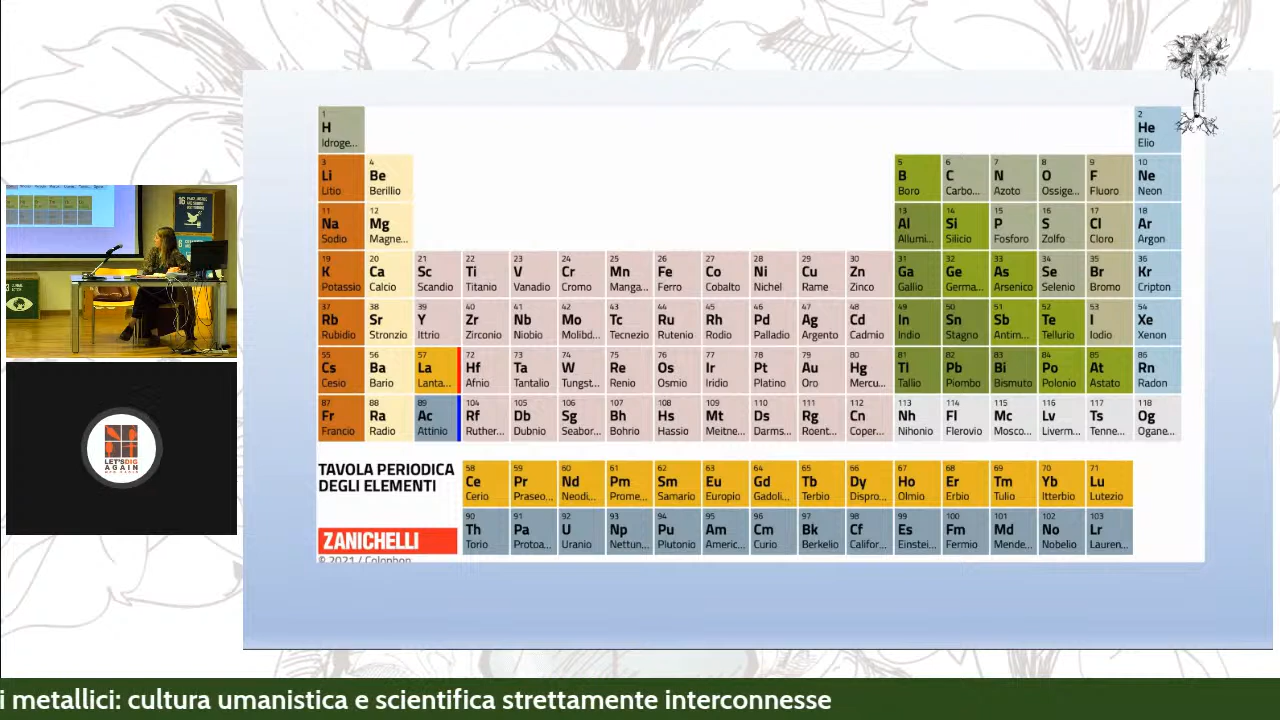 1 2
H He
Idroge... Elio
3 4 5 6 7 8 9 10
Li Be B C N O F Ne
Litio Berillio Boro Carbo... Azoto Ossige... Fluoro Neon
11 12 13 14 15 16 17 18
Na Mg Al Si P S Cl Ar
Sodio Magne... Allumi... Silicio Fosforo Zolfo Cloro Argon
19 20 21 22 23 24 25 26 27 28 29 30 31 32 33 34 35 36
K Ca Sc Ti V Cr Mn Fe Co Ni Cu Zn Ga Ge As Se Br Kr
Potassio Calcio Scandio Titanio Vanadio Cromo Manga... Ferro Cobalto Nichel Rame Zinco Gallio Germa... Arsenico Selenio Bromo Cripton
37 38 39 40 41 42 43 44 45 46 47 48 49 50 51 52 53 54
Rb Sr Y Zr Nb Mo Tc Ru Rh Pd Ag Cd In Sn Sb Te I Xe
Rubidio Stronzio Ittrio Zirconio Niobio Molibd... Tecnezio Rutenio Rodio Palladio Argento Cadmio Indio Stagno Antim... Tellurio Iodio Xenon
55 56 57 72 73 74 75 76 77 78 79 80 81 82 83 84 85 86
Cs Ba La Hf Ta W Re Os Ir Pt Au Hg Tl Pb Bi Po At Rn
Cesio Bario Lanta... Afnio Tantalio Tungst... Renio Osmio Iridio Platino Oro Mercu... Tallio Piombo Bismuto Polonio Astato Radon
87 88 89 104 105 106 107 108 109 110 111 112 113 114 115 116 117 118
Fr Ra Ac Rf Db Sg Bh Hs Mt Ds Rg Cn Nh Fl Mc Lv Ts Og
Francio Radio Attinio Ruther... Dubnio Seabor... Bohrio Hassio Meitne... Darms... Roent... Coper... Nihonio Flerovio Mosco... Liverm... Tenne... Ogane...
TAVOLA PERIODICA
DEGLI ELEMENTI
58 59 60 61 62 63 64 65 66 67 68 69 70 71
Ce Pr Nd Pm Sm Eu Gd Tb Dy Ho Er Tm Yb Lu
Cerio Praseo... Neodi... Prome... Samario Europio Gadoli... Terbio Dispro... Olmio Erbio Tulio Itterbio Lutezio
90 91 92 93 94 95 96 97 98 99 100 101 102 103
Th Pa U Np Pu Am Cm Bk Cf Es Fm Md No Lr
Torio Protoa... Uranio Nettun... Plutonio Americ... Curio Berkelio Califor... Einstei... Fermio Mende... Nobelio Lauren...
ZANICHELLI
© 2021 / Colophon
LET'S DIG
AGAIN
i metallici: cultura umanistica e scientifica strettamente interconnesse